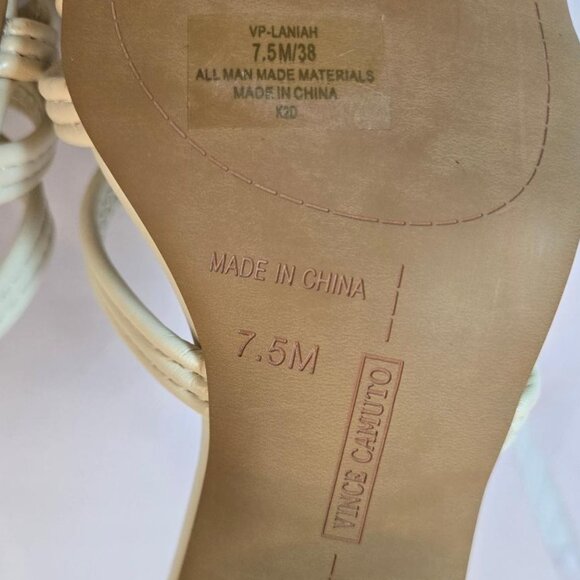 VP-LANIAH
7.5M/38
ALL MAN MADE MATERIALS
MADE IN CHINA
K2D
MADE IN CHINA
7.5M
VINCE CAMUTO